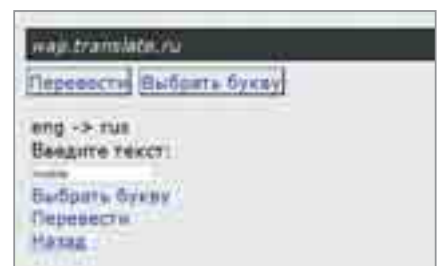 wap.translate.ru
Перевести Выбрать букву
eng -> rus
Введите текст:
Выбрать букву
Перевести
Назад